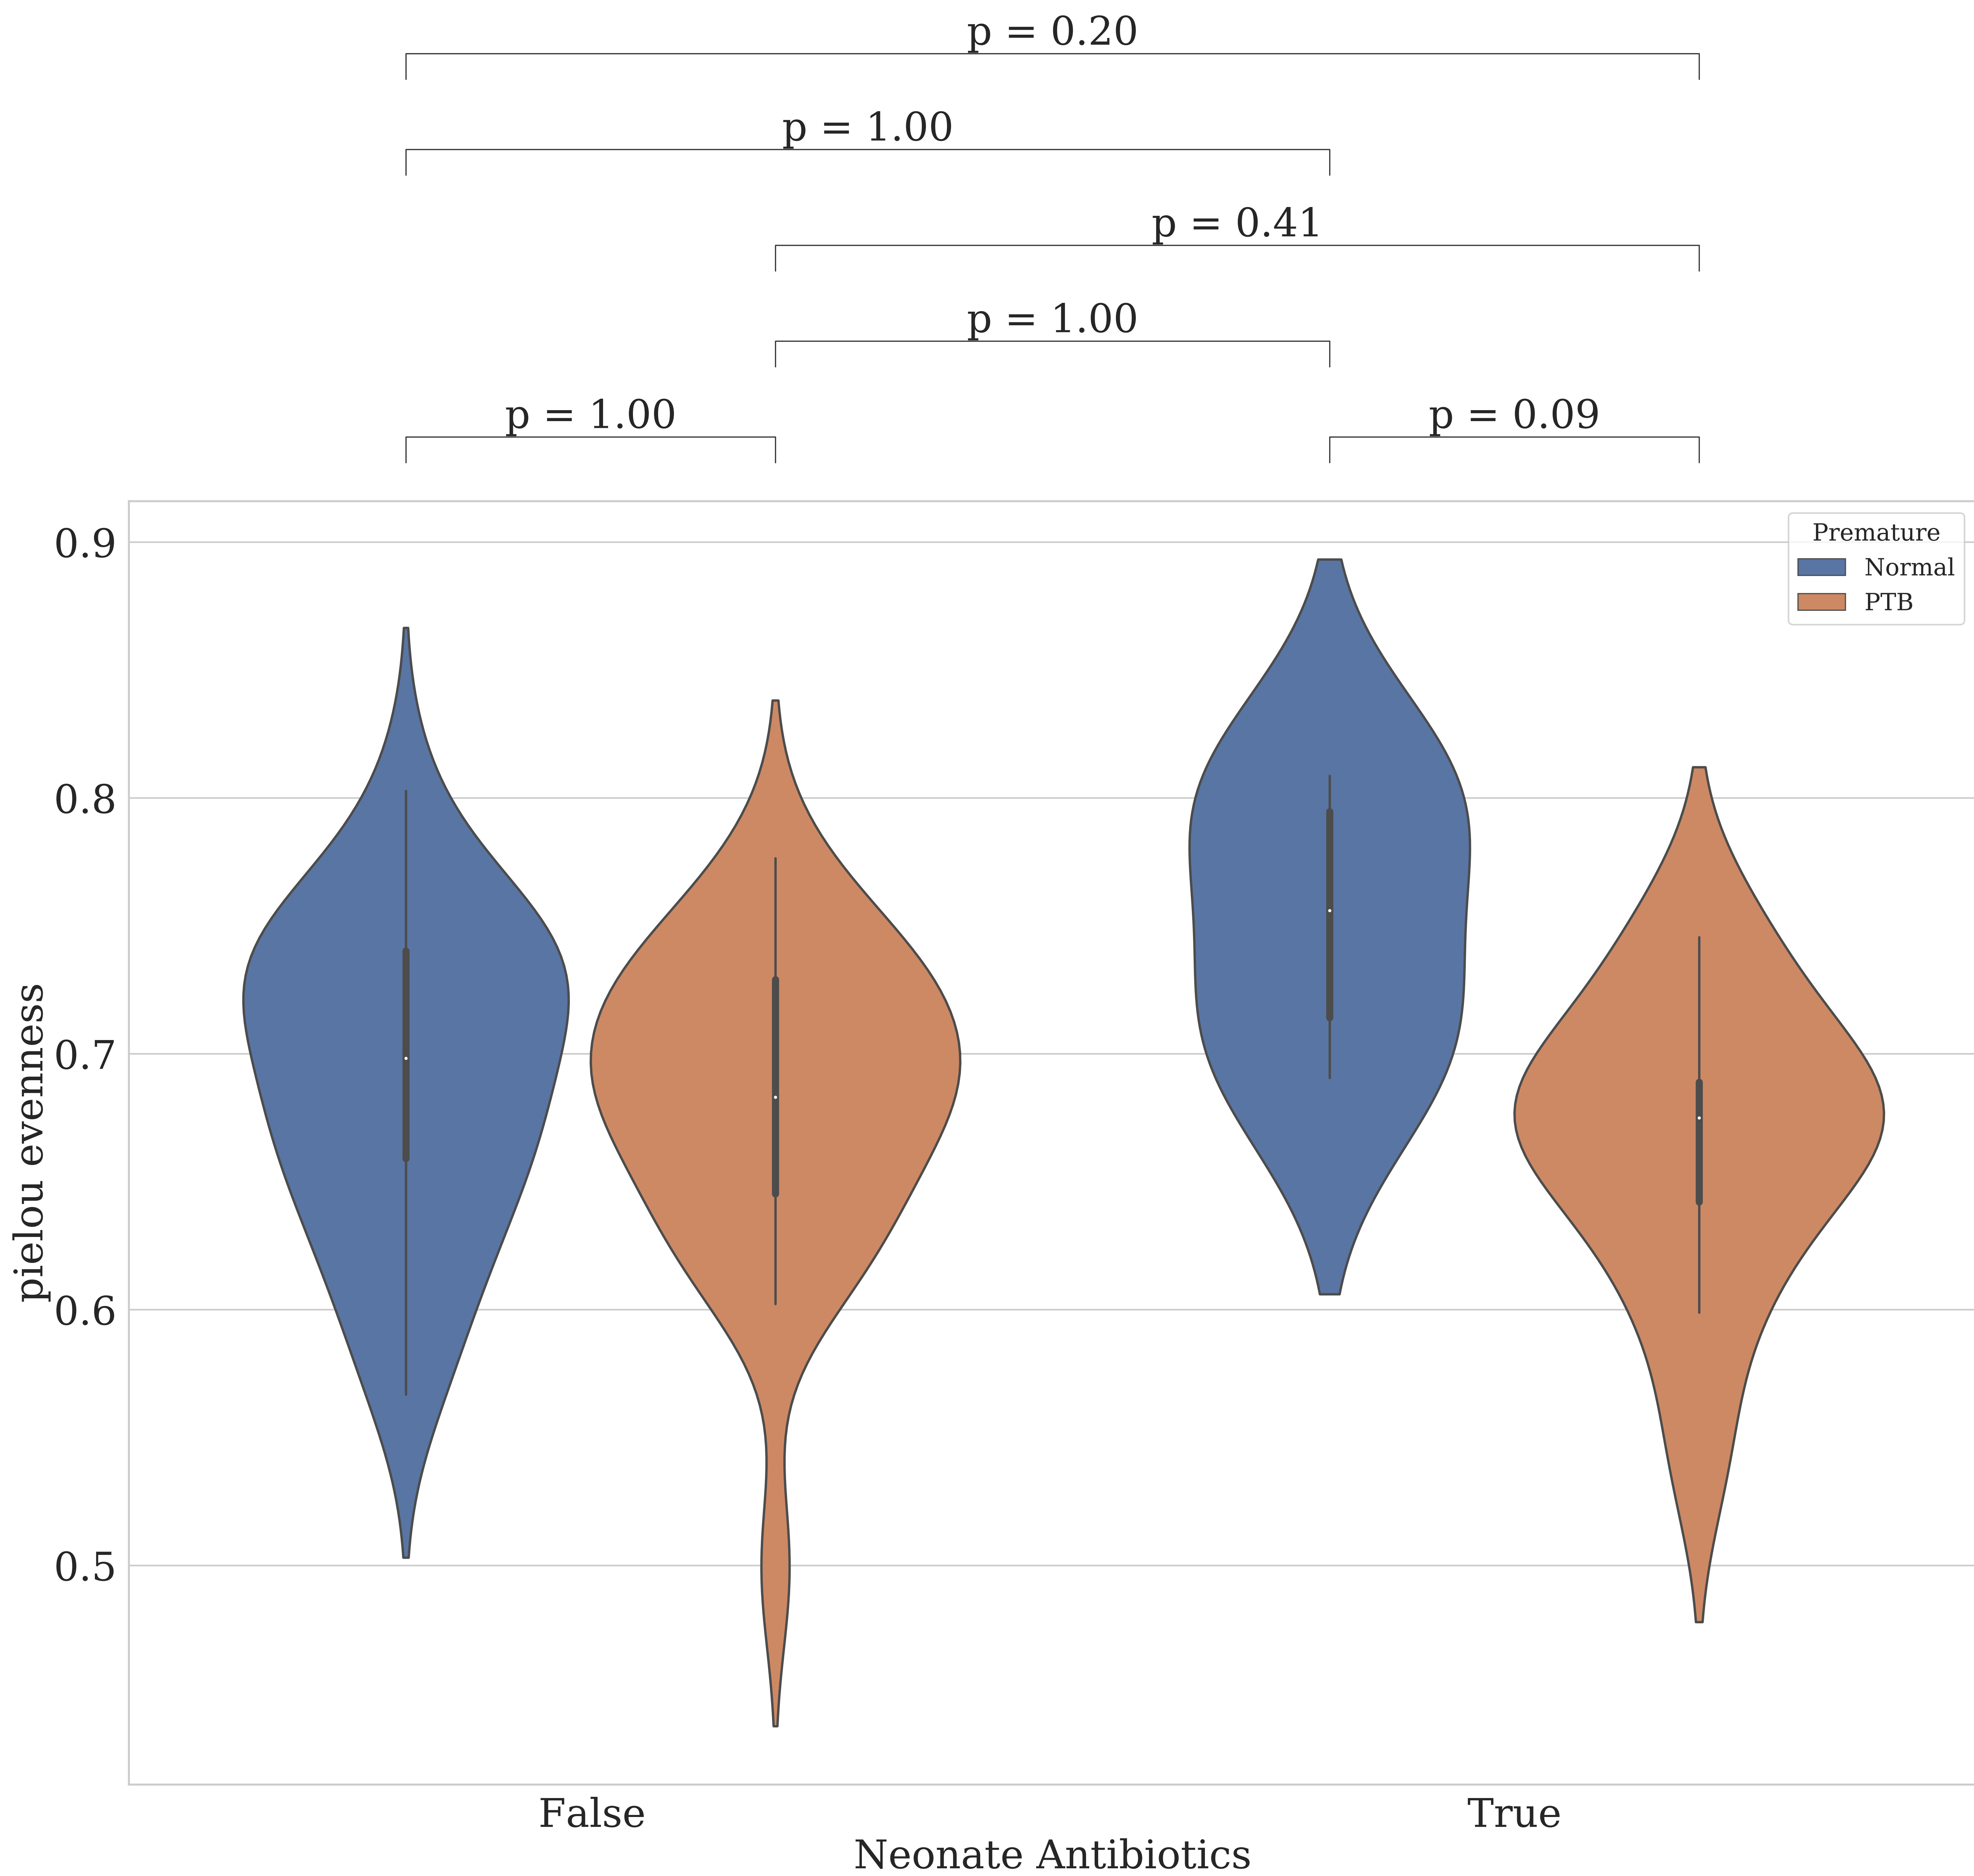 p = 0.20
p = 1.00
p = 0.41
p = 1.00
p = 1.00
p = 0.09
0.9
0.8
0.7
0.6
0.5
pielou evenness
Premature
Normal
PTB
False
True
Neonate Antibiotics